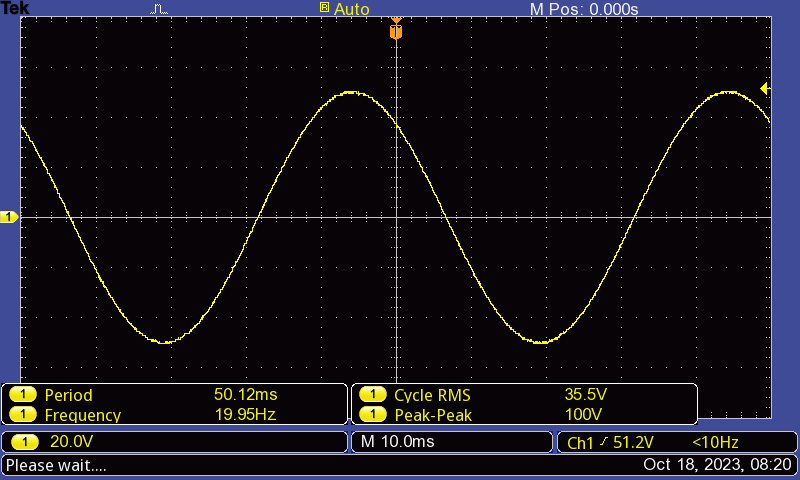 Tek
R Auto
M Pos: 0.000s
T
1
1 Period 50.12ms
1 Frequency 19.95Hz
1 Cycle RMS 35.5V
1 Peak-Peak 100V
1 20.0V
M 10.0ms
Ch1 51.2V <10Hz
Please wait....
Oct 18, 2023, 08:20